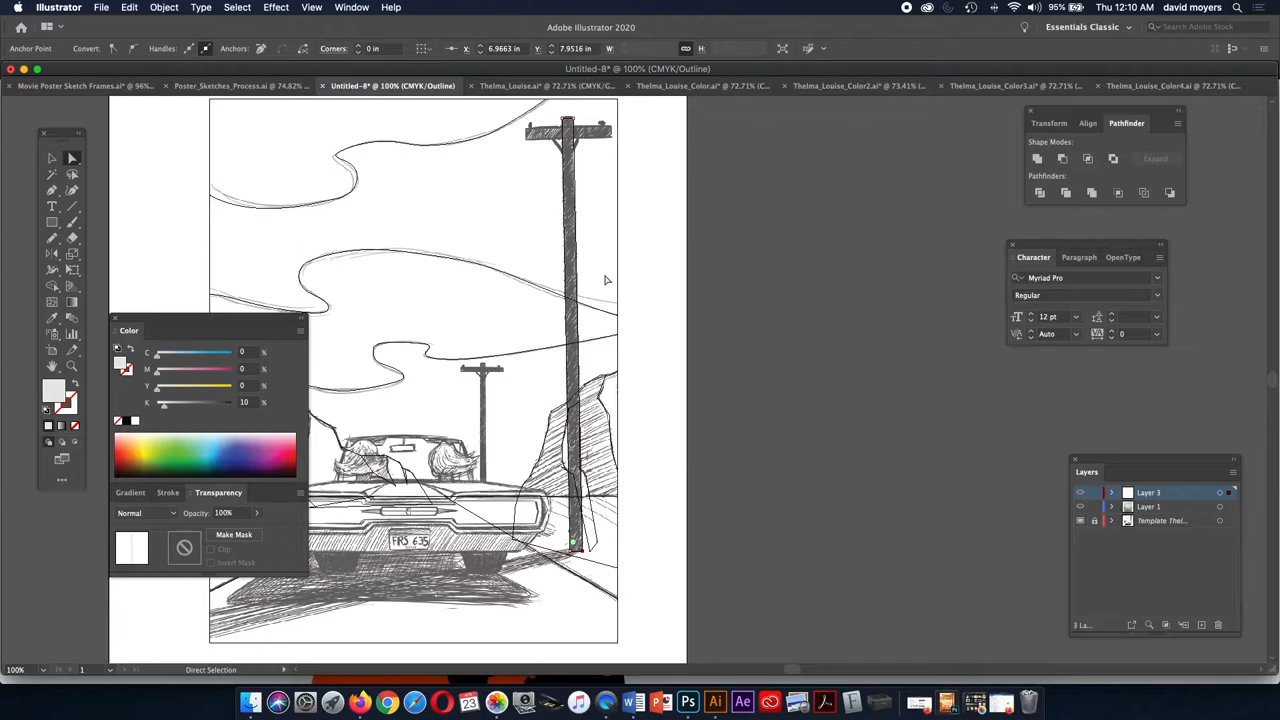 Illustrator File Edit Object Type Select Effect View Window Help 95% Thu 12:10 AM david moyers
Adobe Illustrator 2020 Essentials Classic Search Adobe Stock
Anchor Point Convert: Handles: Anchors: Corners: 0 in X: 6.9663 in Y: 7.9516 in W: H:
Untitled-8* @ 100% (CMYK/Outline)
× Movie Poster Sketch Frames.ai* @ 96%... × Poster_Sketches_Process.ai @ 74.82%... × Untitled-8* @ 100% (CMYK/Outline) × Thelma_Louise.ai* @ 72.71% (CMYK/G... × Thelma_Louise_Color.ai @ 72.71% (C... × Thelma_Louise_Color2.ai @ 73.41% (C... × Thelma_Louise_Color3.ai @ 72.71% (C... × Thelma_Louise_Color4.ai @ 72.71% (C...
Transform Align Pathfinder
Shape Modes:
Expand
Pathfinders:
Character Paragraph OpenType
Myriad Pro
Regular
12 pt
Auto 0
Color
C 0 %
M 0 %
Y 0 %
K 10 %
Gradient Stroke Transparency
Normal Opacity: 100%
Make Mask
Clip
Invert Mask
FRS 635
Layers
Layer 3
Layer 1
Template Thel...
3 La...
100% 1 Direct Selection
23